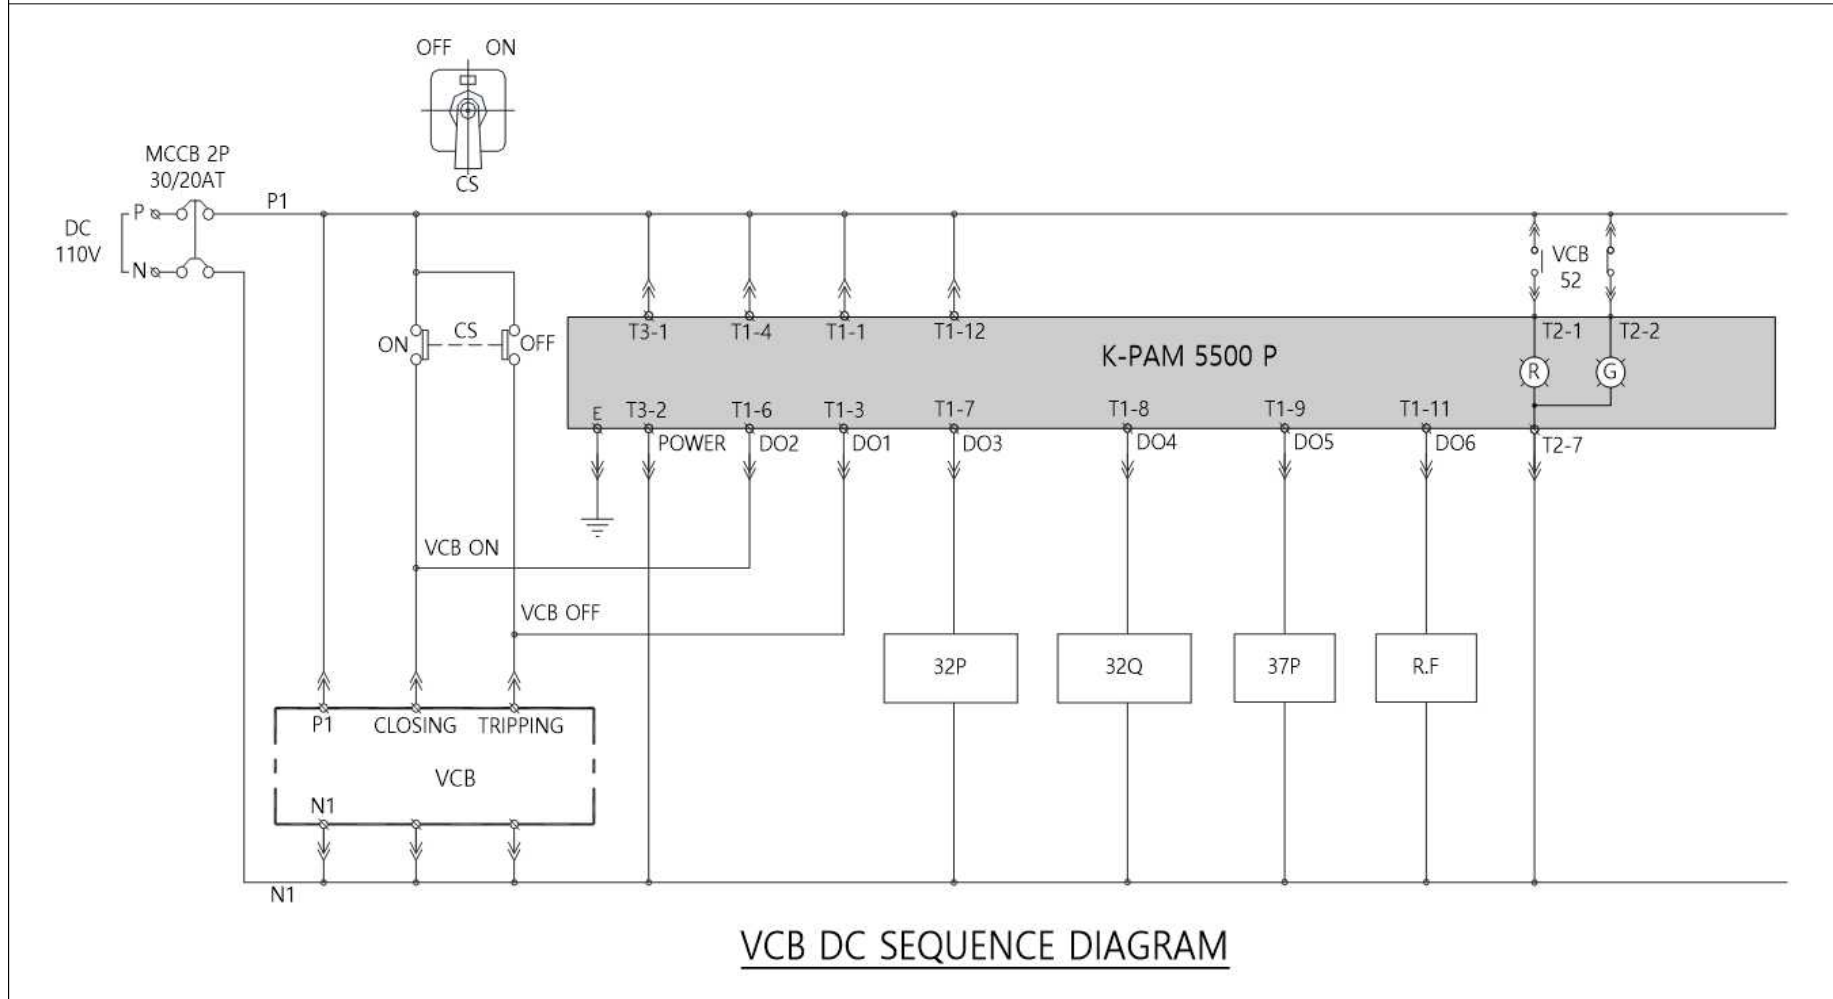 OFF ON
CS
MCCB 2P
30/20AT
P1
DC
110V
P
N
VCB
52
ON
CS
OFF
T3-1
T1-4
T1-1
T1-12
T2-1
T2-2
K-PAM 5500 P
R
G
E
T3-2
T1-6
T1-3
T1-7
T1-8
T1-9
T1-11
POWER
DO2
DO1
DO3
DO4
DO5
DO6
T2-7
VCB ON
VCB OFF
32P
32Q
37P
R.F
P1
CLOSING
TRIPPING
VCB
N1
N1
VCB DC SEQUENCE DIAGRAM